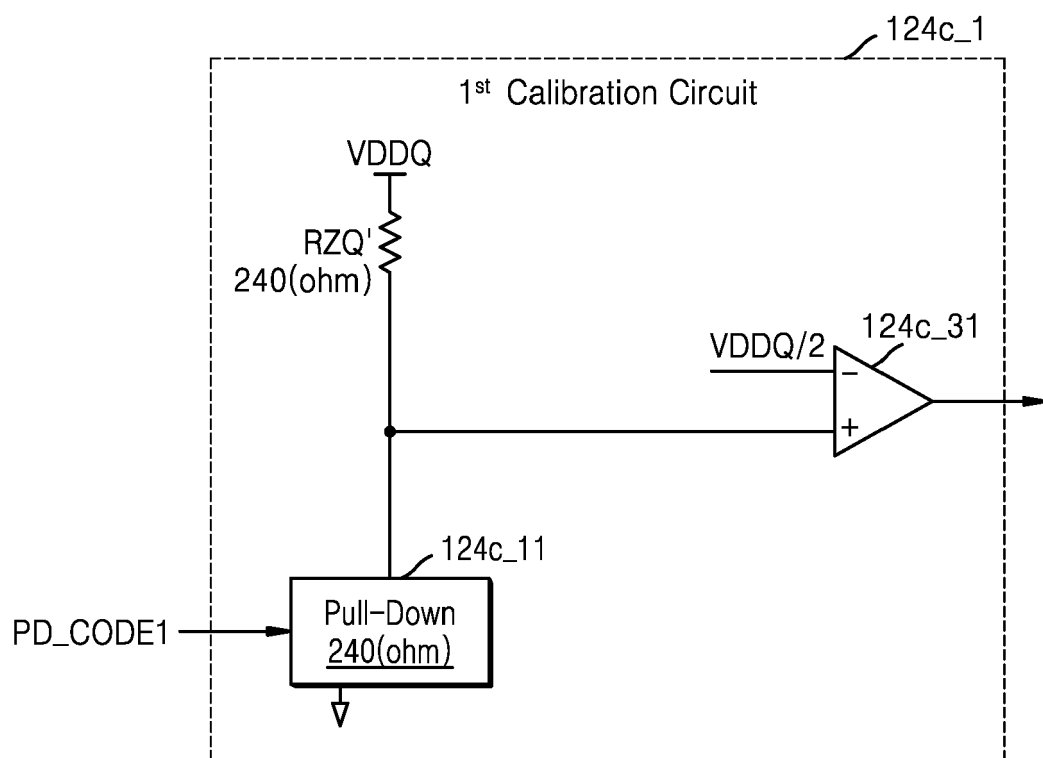 124c_1
1st Calibration Circuit
VDDQ
RZQ'
240(ohm)
124c_31
VDDQ/2
−
+
124c_11
PD_CODE1
Pull-Down
240(ohm)